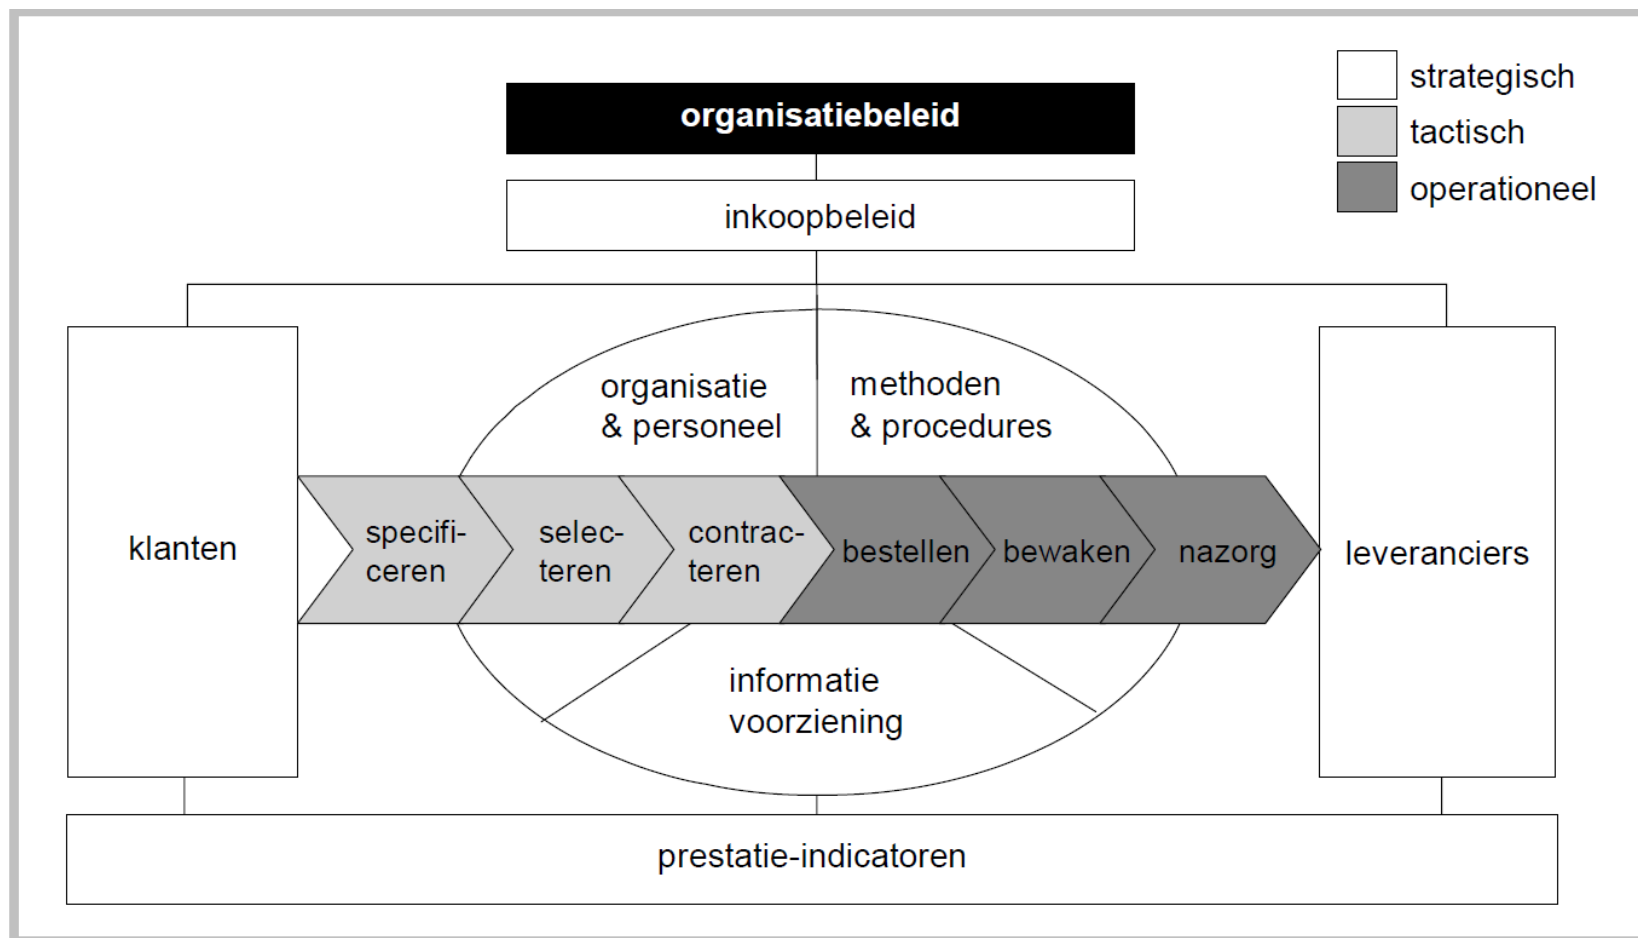 strategisch
tactisch
operationeel
organisatiebeleid
inkoopbeleid
organisatie
& personeel
methoden
& procedures
klanten
specifi-
ceren
selec-
teren
contrac-
teren
bestellen
bewaken
nazorg
leveranciers
informatie
voorziening
prestatie-indicatoren